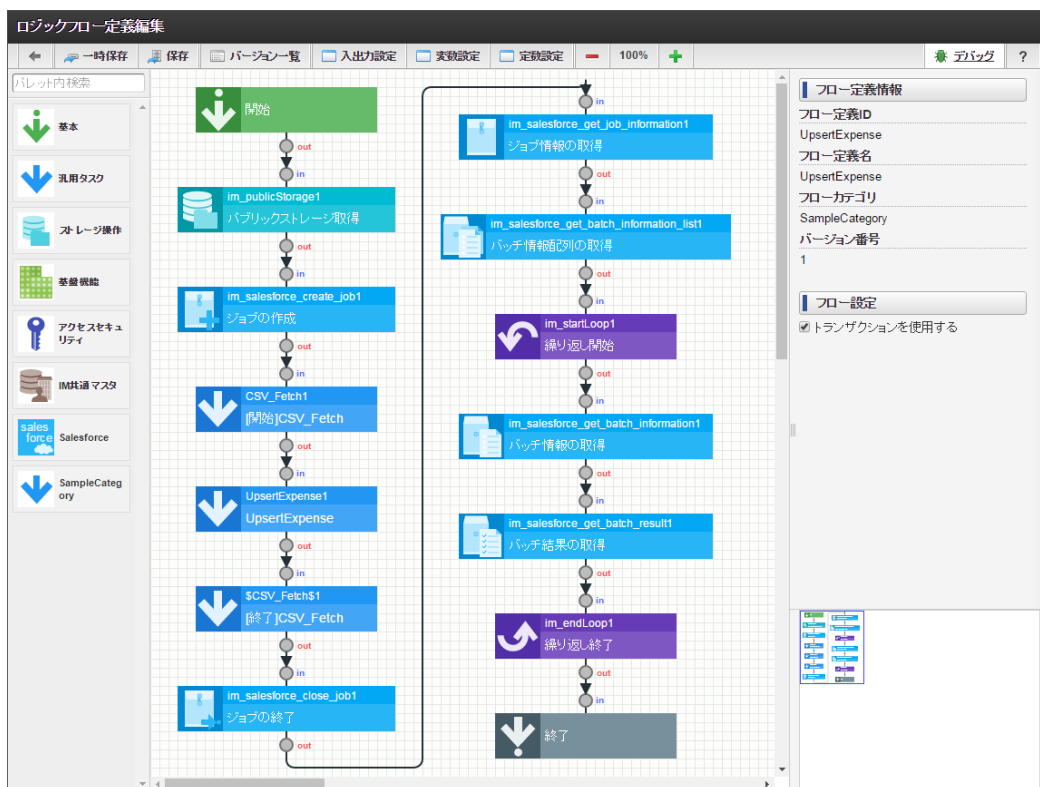 ロジックフロー定義編集
一時保存 保存 バージョン一覧 入出力設定 変数設定 定数設定 100% デバッグ ?
パレット内検索
基本
汎用タスク
ストレージ操作
基盤機能
アクセスセキュ
リティ
IM共通マスタ
sales
force
Salesforce
SampleCateg
ory
開始
out
in
im_publicStorage1
パブリックストレージ取得
out
in
im_salesforce_create_job1
ジョブの作成
out
in
CSV_Fetch1
[開始]CSV_Fetch
out
in
UpsertExpense1
UpsertExpense
out
in
$CSV_Fetch$1
[終了]CSV_Fetch
out
in
im_salesforce_close_job1
ジョブの終了
out
in
im_salesforce_get_job_information1
ジョブ情報の取得
out
in
im_salesforce_get_batch_information_list1
バッチ情報配列の取得
out
in
im_startLoop1
繰り返し開始
out
in
im_salesforce_get_batch_information1
バッチ情報の取得
out
in
im_salesforce_get_batch_result1
バッチ結果の取得
out
in
im_endLoop1
繰り返し終了
out
in
終了
フロー定義情報
フロー定義ID
UpsertExpense
フロー定義名
UpsertExpense
フローカテゴリ
SampleCategory
バージョン番号
1
フロー設定
トランザクションを使用する